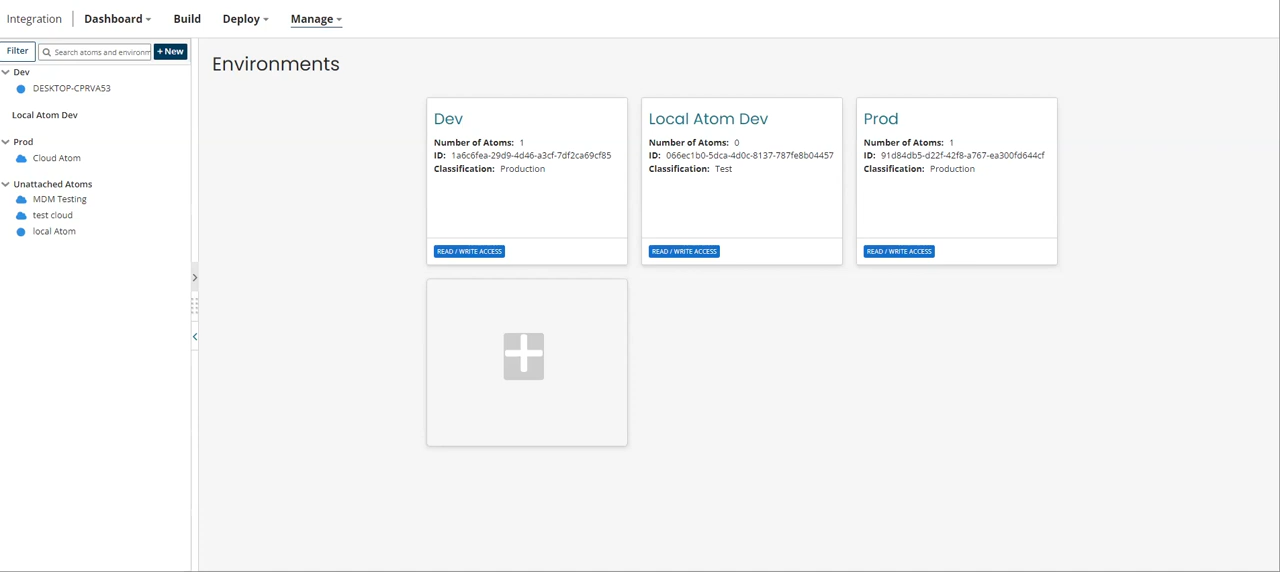 Integration
Dashboard
Build
Deploy
Manage
Filter
Search atoms and environm
+ New
Dev
DESKTOP-CPRVA53
Local Atom Dev
Prod
Cloud Atom
Unattached Atoms
MDM Testing
test cloud
local Atom
Environments
Dev
Number of Atoms: 1
ID: 1a6c6fea-29d9-4d46-a3cf-7df2ca69cf85
Classification: Production
READ / WRITE ACCESS
Local Atom Dev
Number of Atoms: 0
ID: 066ec1b0-5dca-4d0c-8137-787fe8b04457
Classification: Test
READ / WRITE ACCESS
Prod
Number of Atoms: 1
ID: 91d84db5-d22f-42f8-a767-ea300fd644cf
Classification: Production
READ / WRITE ACCESS